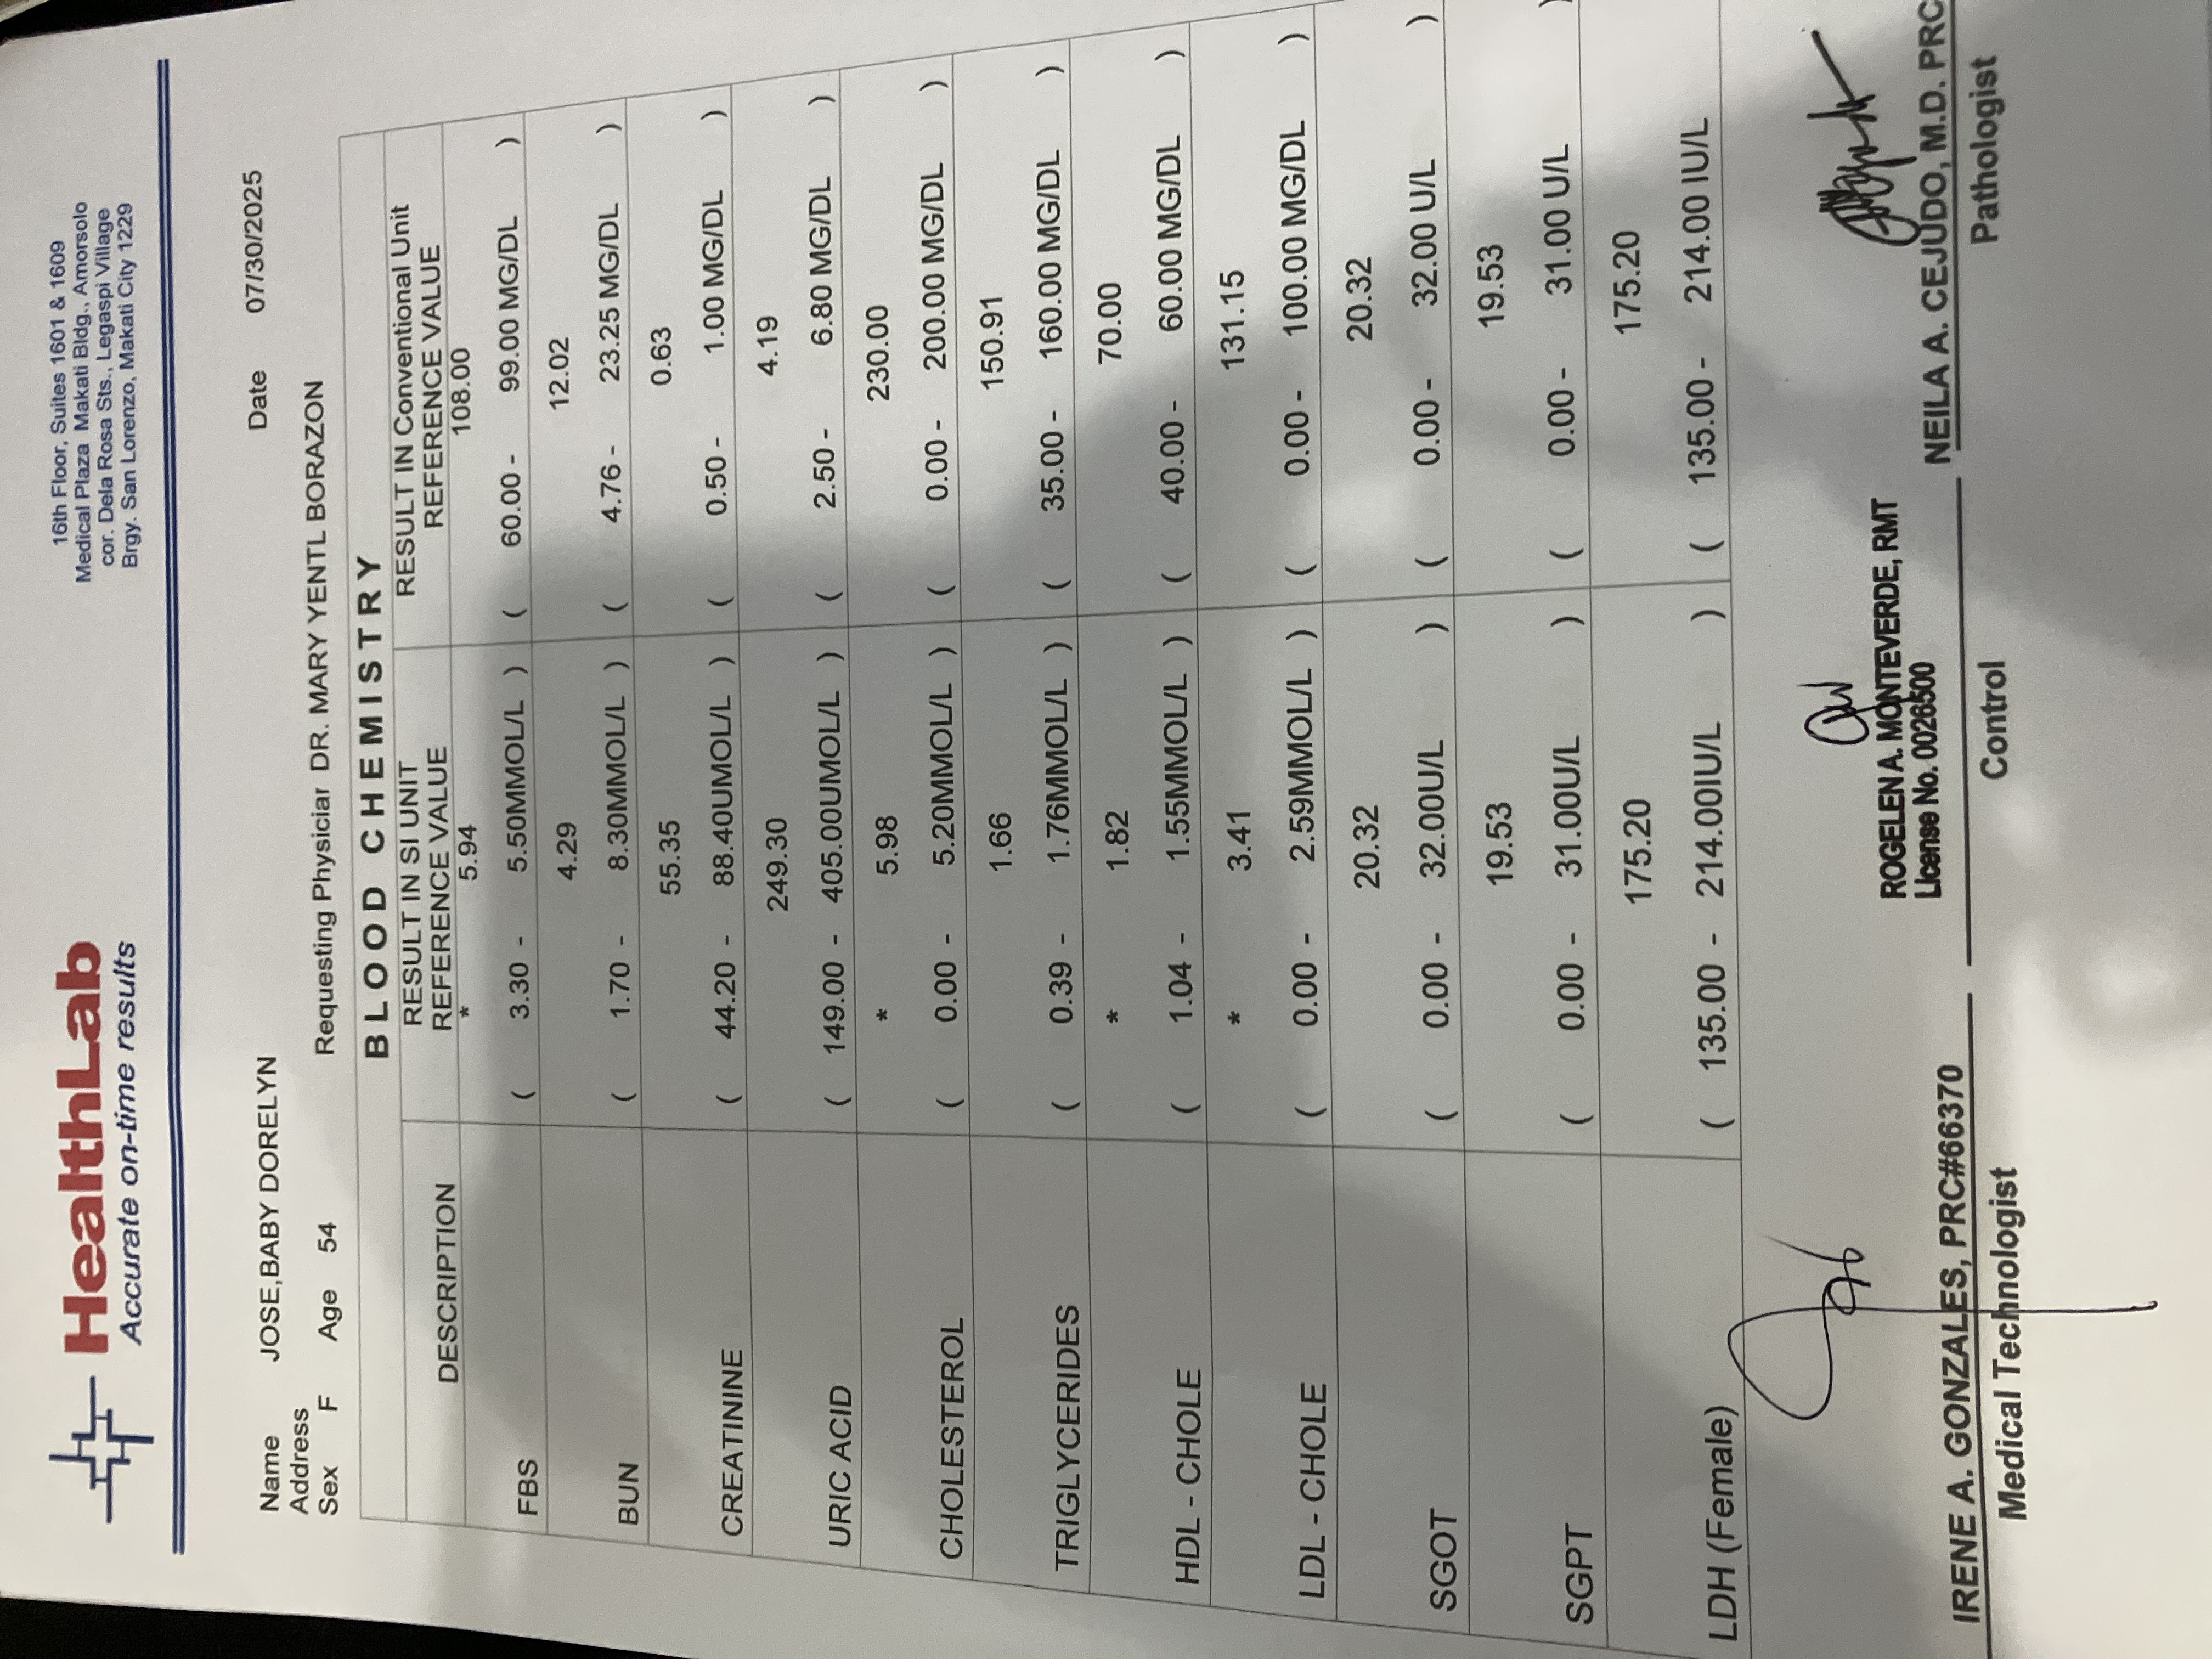 HealthLab
Accurate on-time results
16th Floor, Suites 1601 & 1609
Medical Plaza Makati Bldg., Amorsolo
cor. Dela Rosa Sts., Legaspi Village
Brgy. San Lorenzo, Makati City 1229
Name JOSE,BABY DORELYN Date 07/30/2025
Address
Sex F Age 54 Requesting Physiciar DR. MARY YENTL BORAZON
BLOOD CHEMISTRY
DESCRIPTION RESULT IN SI UNIT REFERENCE VALUE RESULT IN Conventional Unit REFERENCE VALUE
* 5.94 108.00
FBS ( 3.30 - 5.50MMOL/L ) ( 60.00 - 99.00 MG/DL )
4.29 12.02
BUN ( 1.70 - 8.30MMOL/L ) ( 4.76 - 23.25 MG/DL )
55.35 0.63
CREATININE ( 44.20 - 88.40UMOL/L ) ( 0.50 - 1.00 MG/DL )
249.30 4.19
URIC ACID ( 149.00 - 405.00UMOL/L ) ( 2.50 - 6.80 MG/DL )
* 5.98 230.00
CHOLESTEROL ( 0.00 - 5.20MMOL/L ) ( 0.00 - 200.00 MG/DL )
1.66 150.91
TRIGLYCERIDES ( 0.39 - 1.76MMOL/L ) ( 35.00 - 160.00 MG/DL )
* 1.82 70.00
HDL - CHOLE ( 1.04 - 1.55MMOL/L ) ( 40.00 - 60.00 MG/DL )
* 3.41 131.15
LDL - CHOLE ( 0.00 - 2.59MMOL/L ) ( 0.00 - 100.00 MG/DL )
20.32 20.32
SGOT ( 0.00 - 32.00U/L ) ( 0.00 - 32.00 U/L )
19.53 19.53
SGPT ( 0.00 - 31.00U/L ) ( 0.00 - 31.00 U/L )
175.20 175.20
LDH (Female) ( 135.00 - 214.00IU/L ) ( 135.00 - 214.00 IU/L
IRENE A. GONZALES, PRC#66370
Medical Technologist
ROGELEN A. MONTEVERDE, RMT
License No. 0026500
Control
NEILA A. CEJUDO, M.D. PRC
Pathologist